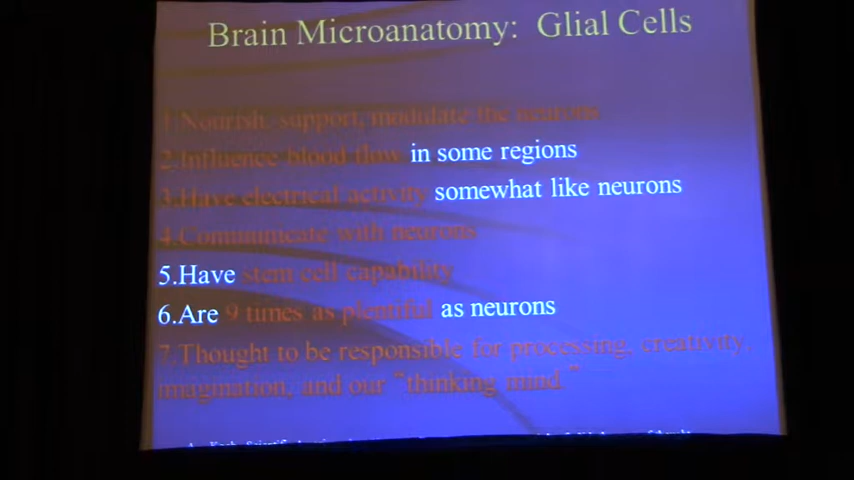 Brain Microanatomy: Glial Cells
1.Nourish, support, modulate the neurons
2.Influence blood flow in some regions
3.Have electrical activity somewhat like neurons
4.Communicate with neurons
5.Have stem cell capability
6.Are 9 times as plentiful as neurons
7.Thought to be responsible for processing, creativity,
imagination, and our "thinking mind."